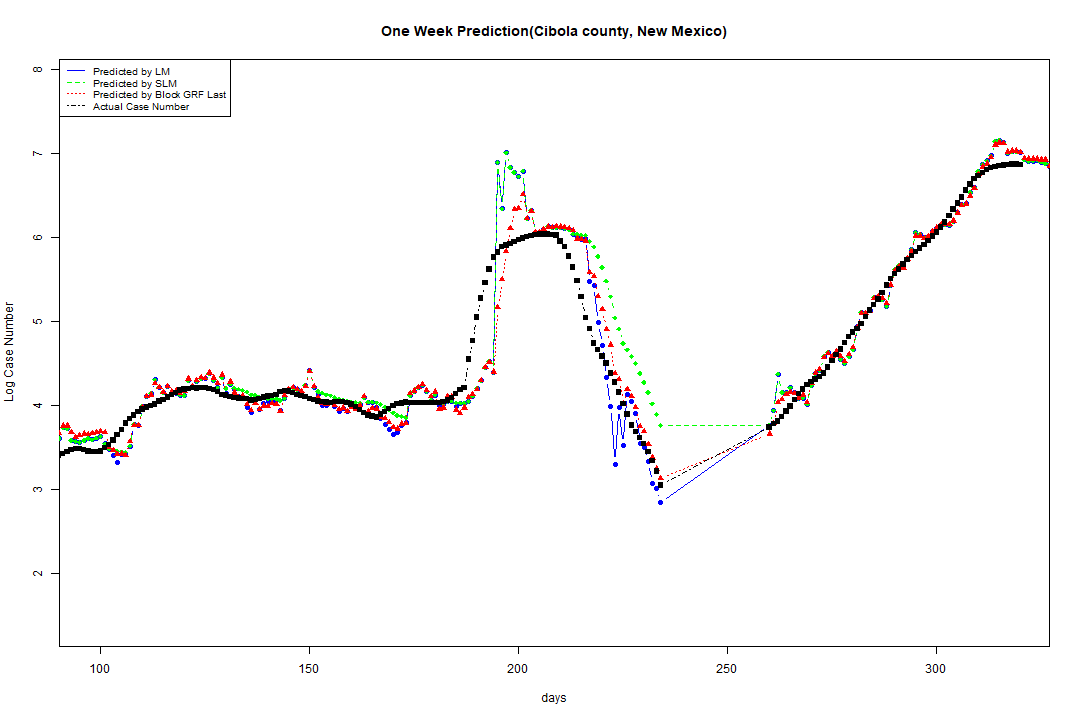 One Week Prediction(Cibola county, New Mexico)
Predicted by LM
Predicted by SLM
Predicted by Block GRF Last
Actual Case Number
8
7
6
5
4
3
2
Log Case Number
100 150 200 250 300
days